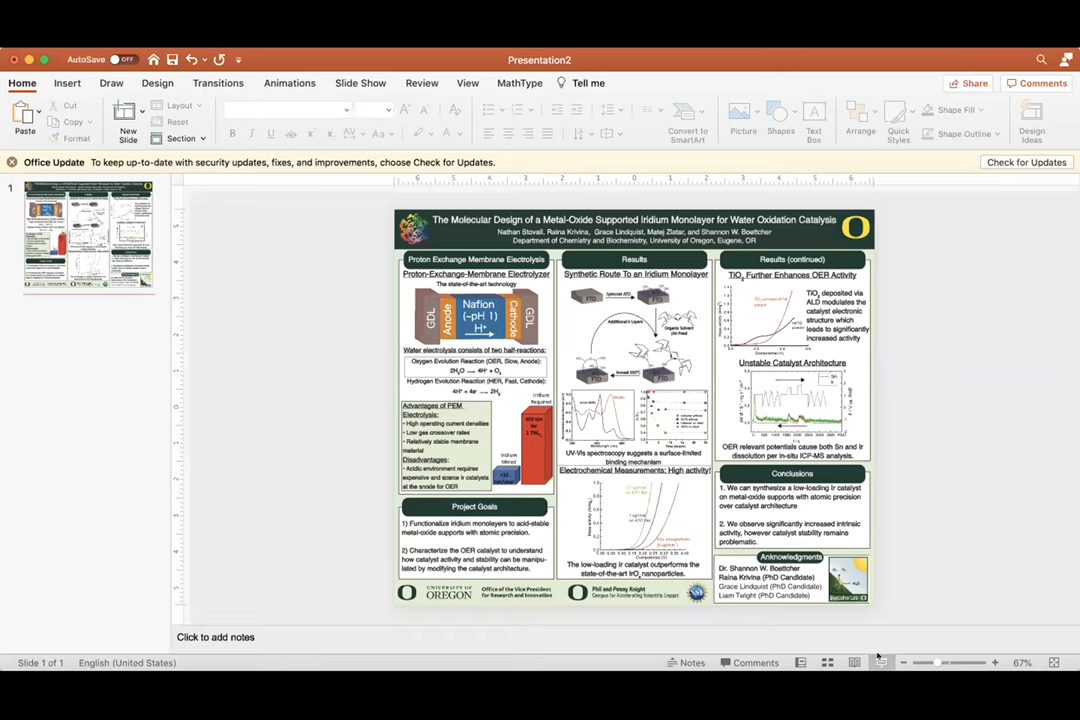 AutoSave OFF
Presentation2
Home Insert Draw Design Transitions Animations Slide Show Review View MathType Tell me
Share Comments
Paste
Cut
Copy
Format
New Slide
Layout
Reset
Section
Convert to SmartArt
Picture
Shapes
Text Box
Arrange
Quick Styles
Shape Fill
Shape Outline
Design Ideas
Office Update To keep up-to-date with security updates, fixes, and improvements, choose Check for Updates.
Check for Updates
1
The Molecular Design of a Metal-Oxide Supported Iridium Monolayer for Water Oxidation Catalysis
Nathan Stovall, Raina Krivina, Grace Lindquist, Matej Zlatar, and Shannon W. Boettcher
Department of Chemistry and Biochemistry, University of Oregon, Eugene, OR
Proton Exchange Membrane Electrolysis
Proton-Exchange-Membrane Electrolyzer
The state-of-the-art technology
GDL
Anode
Nafion
(~pH 1)
H⁺
Cathode
GDL
Water electrolysis consists of two half-reactions:
Oxygen Evolution Reaction (OER, Slow, Anode):
2H₂O → 4H⁺ + O₂
Hydrogen Evolution Reaction (HER, Fast, Cathode):
4H⁺ + 4e⁻ → 2H₂
Advantages of PEM
Electrolysis:
• High operating current densities
• Low gas crossover rates
• Relatively stable membrane
material
Disadvantages:
• Acidic environment requires
expensive and scarce Ir catalysts
at the anode for OER
Iridium
Required
Iridium
Mined
Project Goals
1) Functionalize iridium monolayers to acid-stable
metal-oxide supports with atomic precision.
2) Characterize the OER catalyst to understand
how catalyst activity and stability can be manipu-
lated by modifying the catalyst architecture.
Results
Synthetic Route To an Iridium Monolayer
Spincoat ATO
FTO
FTO
Additional Ir Layers
Organic Solvent
(Air Free)
FTO
FTO
UV-Vis spectroscopy suggests a surface-limited
binding mechanism
Electrochemical Measurements: High activity!
The low-loading Ir catalyst outperforms the
state-of-the-art IrOₓ nanoparticles.
Results (continued)
TiO₂ Further Enhances OER Activity
TiO₂ deposited via
ALD modulates the
catalyst electronic
structure which
leads to significantly
increased activity
Unstable Catalyst Architecture
OER relevant potentials cause both Sn and Ir
dissolution per in-situ ICP-MS analysis.
Conclusions
1. We can synthesize a low-loading Ir catalyst
on metal-oxide supports with atomic precision
over catalyst architecture
2. We observe significantly increased intrinsic
activity, however catalyst stability remains
problematic.
Acknowledgments
Dr. Shannon W. Boettcher
Raina Krivina (PhD Candidate)
Grace Lindquist (PhD Candidate)
Liam Twight (PhD Candidate)
UNIVERSITY OF
OREGON
Office of the Vice President
for Research and Innovation
Phil and Penny Knight
Campus for Accelerating Scientific Impact
Click to add notes
Slide 1 of 1 English (United States) Notes Comments 67%